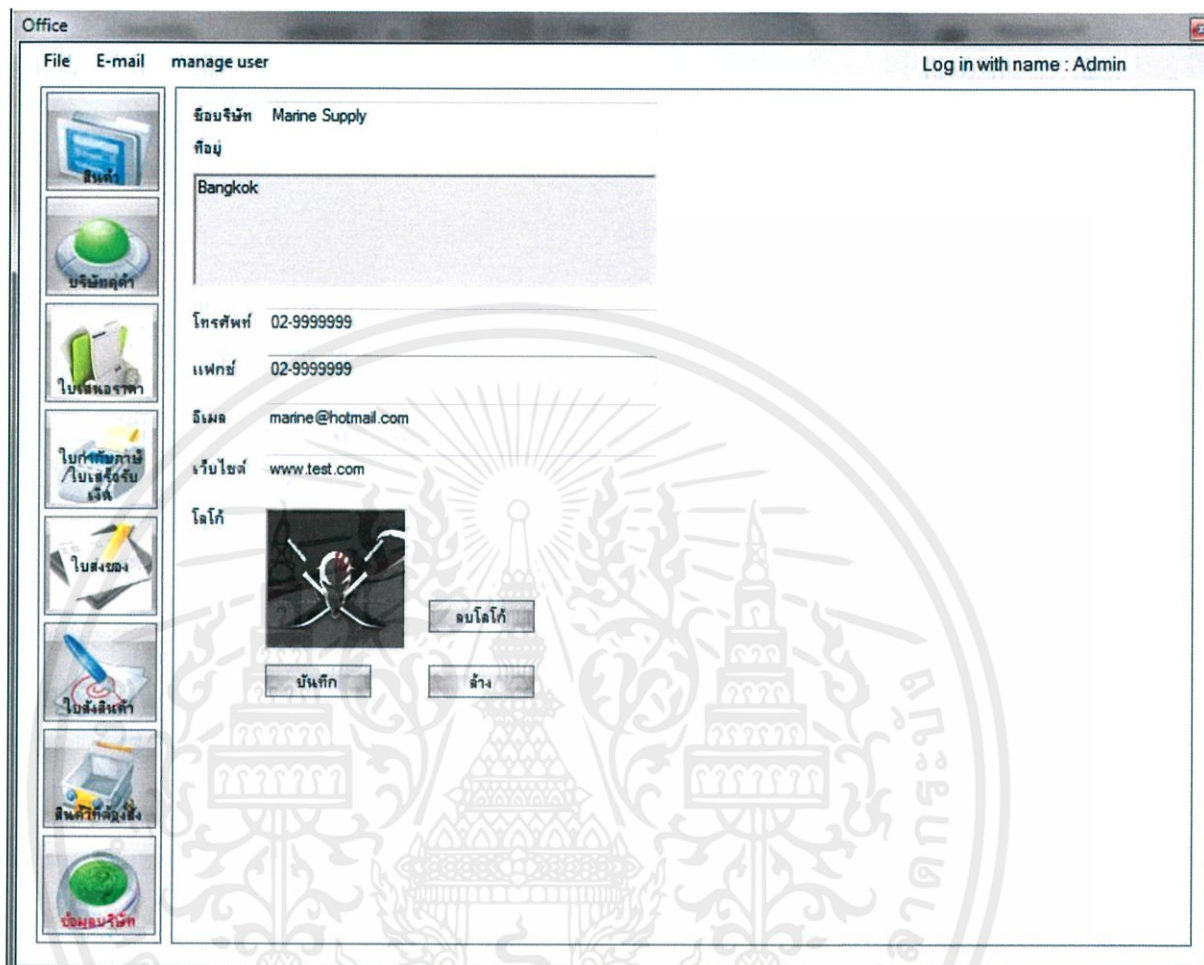 Office
File E-mail manage user Log in with name : Admin
สินค้า
บริษัทคู่ค้า
ใบเสนอราคา
ใบกำกับภาษี
/ใบเสร็จรับ
เงิน
ใบส่งของ
ใบสั่งสินค้า
สินค้าที่ต้องสั่ง
ข้อมูลบริษัท
ชื่อบริษัท Marine Supply
ที่อยู่
Bangkok
โทรศัพท์ 02-9999999
แฟกซ์ 02-9999999
อีเมล marine@hotmail.com
เว็บไซต์ www.test.com
โลโก้
ลบโลโก้
บันทึก ล้าง